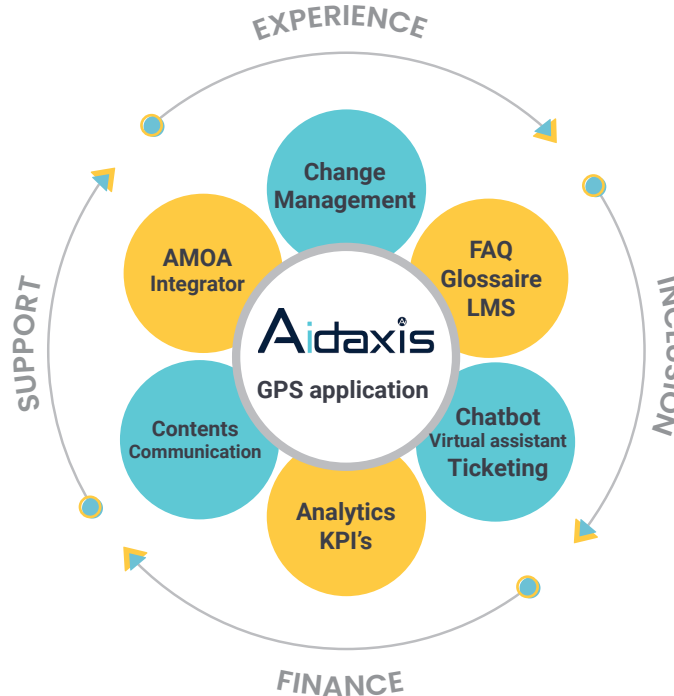 EXPERIENCE
Change
Management
AMOA
Integrator
FAQ
Glossaire
LMS
SUPPORT
INCLUSION
Aidaxis
GPS application
Contents
Communication
Chatbot
Virtual assistant
Ticketing
Analytics
KPI's
FINANCE